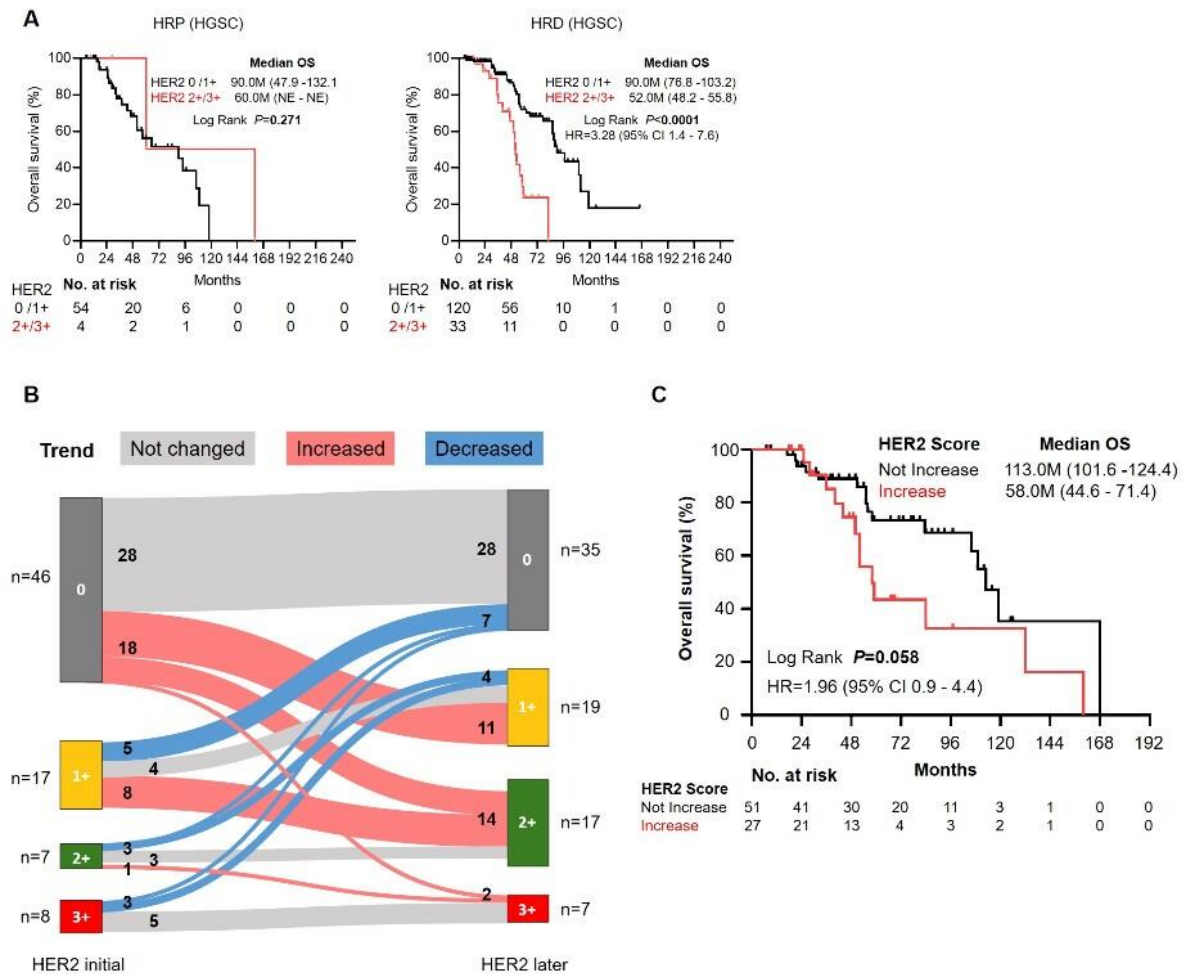 A
HRP (HGSC)
Median OS
HER2 0 /1+ 90.0M (47.9 -132.1
HER2 2+/3+ 60.0M (NE - NE)
Log Rank P=0.271
Overall survival (%)
100
80
60
40
20
0
0 24 48 72 96 120 144 168 192 216 240
Months
HER2 No. at risk
0 /1+ 54 20 6 0 0 0
2+/3+ 4 2 1 0 0 0
HRD (HGSC)
Median OS
HER2 0 /1+ 90.0M (76.8 -103.2)
HER2 2+/3+ 52.0M (48.2 - 55.8)
Log Rank P<0.0001
HR=3.28 (95% CI 1.4 - 7.6)
Overall survival (%)
100
80
60
40
20
0
0 24 48 72 96 120 144 168 192 216 240
Months
HER2 No. at risk
0 /1+ 120 56 10 1 0 0
2+/3+ 33 11 0 0 0 0
B
Trend Not changed Increased Decreased
n=46 0 28 28 0 n=35
18 7
n=17 1+ 5 4 8 4 11 1+ n=19
n=7 2+ 3 3 1 14 2+ n=17
n=8 3+ 3 5 2 3+ n=7
HER2 initial HER2 later
C
HER2 Score Median OS
Not Increase 113.0M (101.6 -124.4)
Increase 58.0M (44.6 - 71.4)
Overall survival (%)
100
80
60
40
20
0
Log Rank P=0.058
HR=1.96 (95% CI 0.9 - 4.4)
0 24 48 72 96 120 144 168 192
No. at risk Months
HER2 Score
Not Increase 51 41 30 20 11 3 1 0 0
Increase 27 21 13 4 3 2 1 0 0